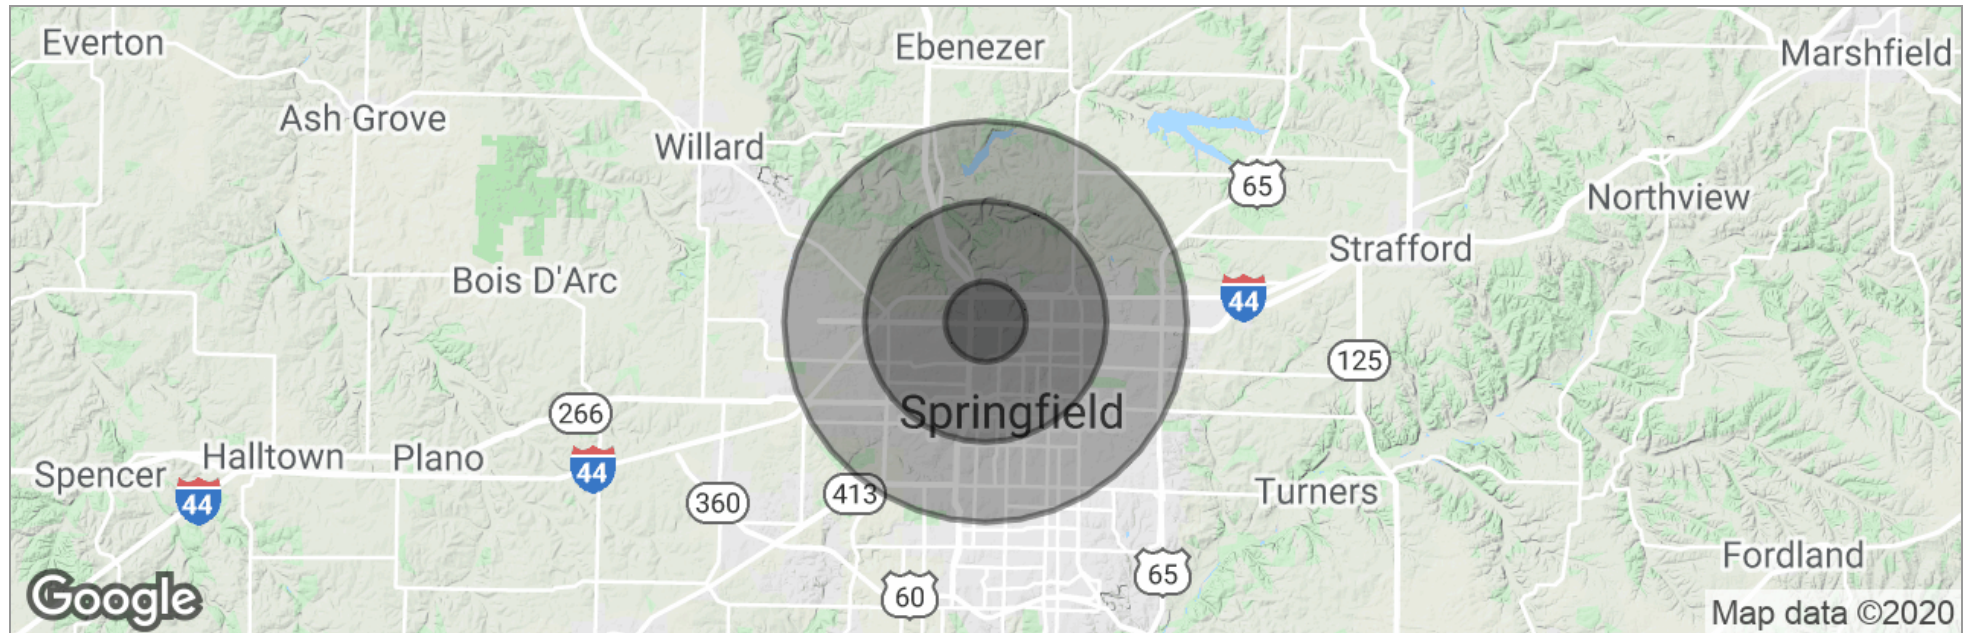 Everton
Ebenezer
Marshfield
Ash Grove
Willard
65
Northview
Strafford
Bois D'Arc
44
125
266
Springfield
Halltown
Plano
Spencer
44
44
360
413
Turners
Fordland
65
60
Google
Map data ©2020